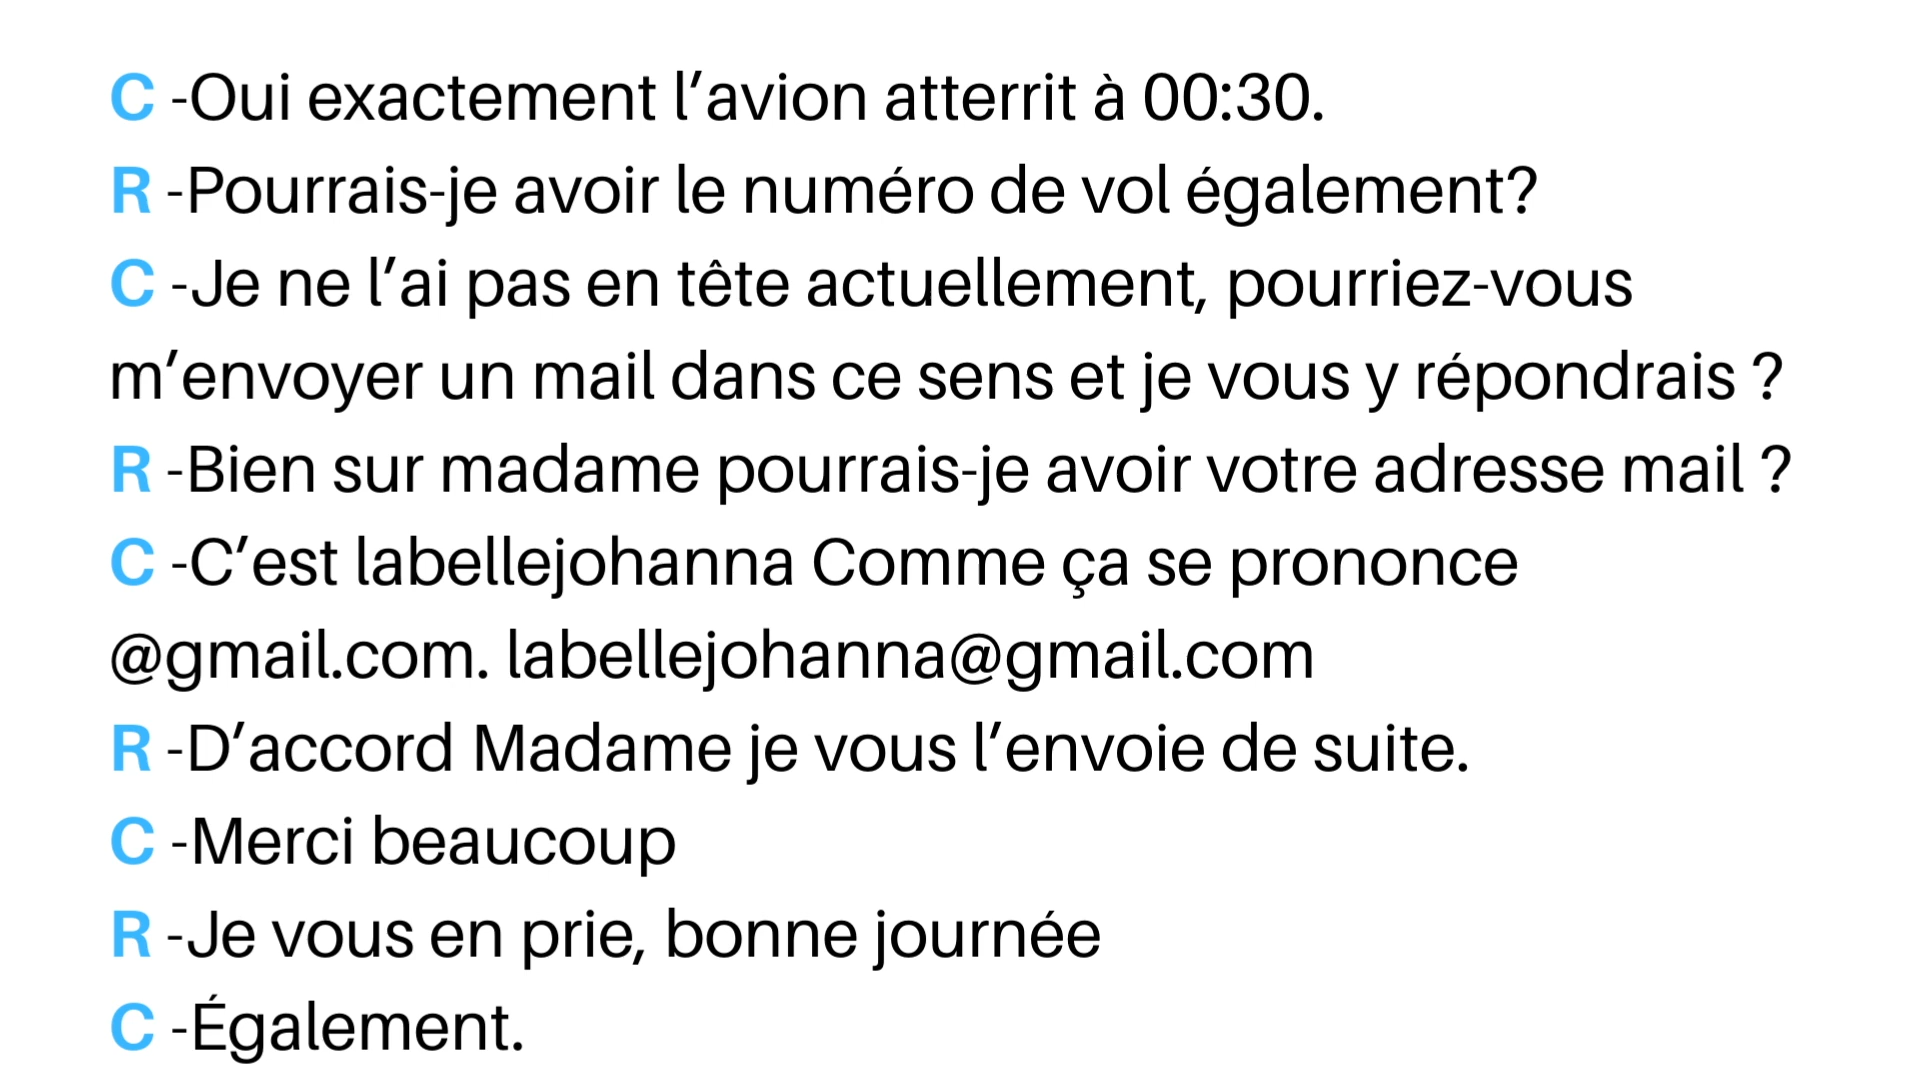 C -Oui exactement l’avion atterrit à 00:30.
R -Pourrais-je avoir le numéro de vol également?
C -Je ne l’ai pas en tête actuellement, pourriez-vous
m’envoyer un mail dans ce sens et je vous y répondrais ?
R -Bien sur madame pourrais-je avoir votre adresse mail ?
C -C’est labellejohanna Comme ça se prononce
@gmail.com. labellejohanna@gmail.com
R -D’accord Madame je vous l’envoie de suite.
C -Merci beaucoup
R -Je vous en prie, bonne journée
C -Également.